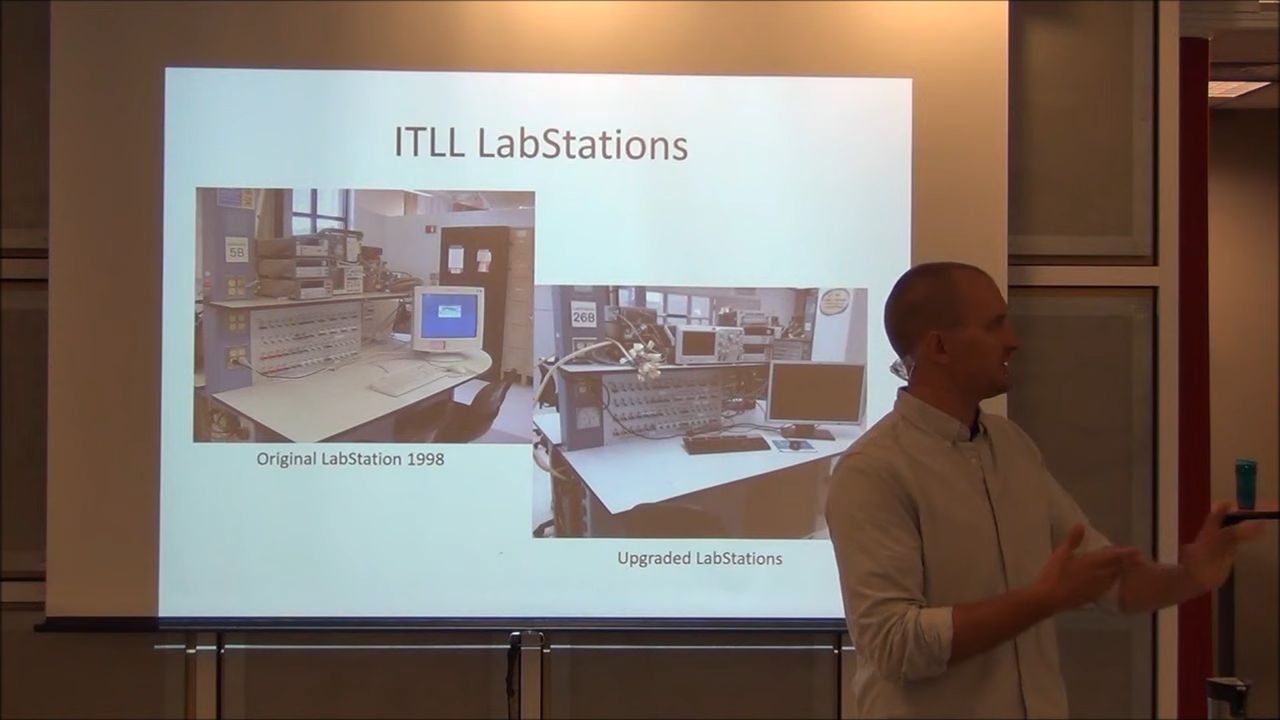 ITLL LabStations
5B
26B
Original LabStation 1998
Upgraded LabStations